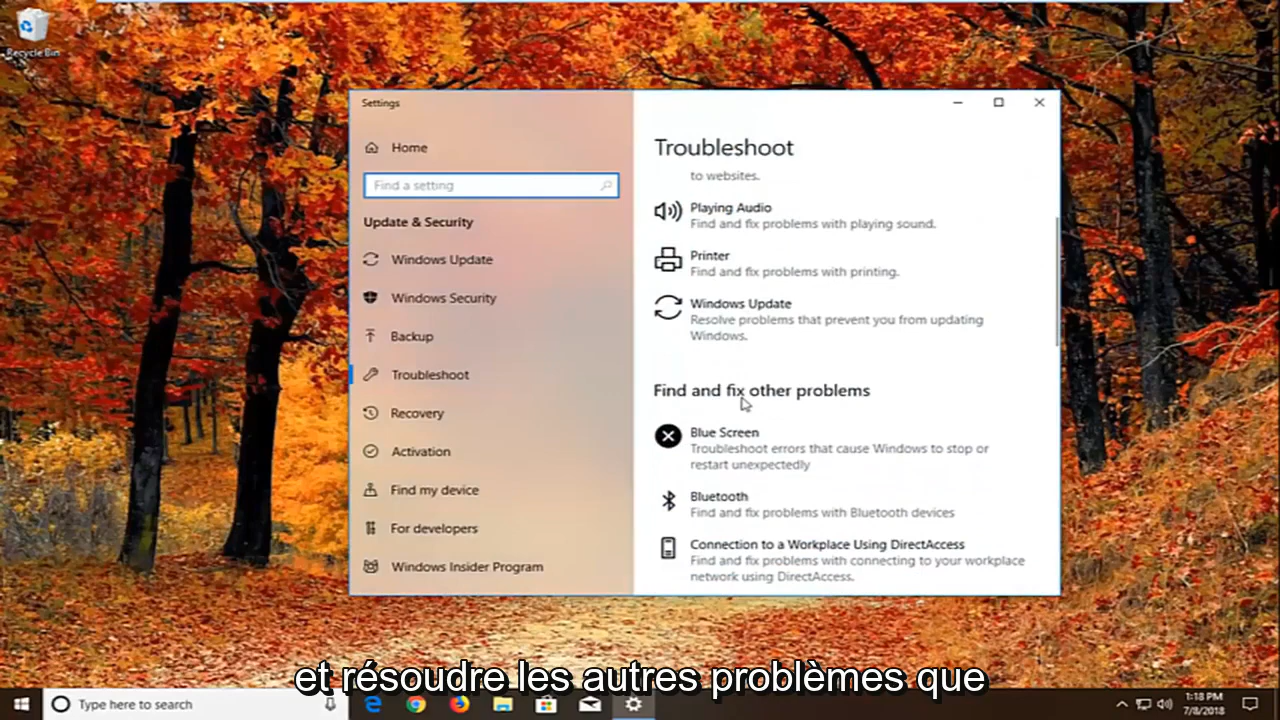 Recycle Bin
Settings
Home
Find a setting
Update & Security
Windows Update
Windows Security
Backup
Troubleshoot
Recovery
Activation
Find my device
For developers
Windows Insider Program
Troubleshoot
to websites.
Playing Audio
Find and fix problems with playing sound.
Printer
Find and fix problems with printing.
Windows Update
Resolve problems that prevent you from updating
Windows.
Find and fix other problems
Blue Screen
Troubleshoot errors that cause Windows to stop or
restart unexpectedly
Bluetooth
Find and fix problems with Bluetooth devices
Connection to a Workplace Using DirectAccess
Find and fix problems with connecting to your workplace
network using DirectAccess.
et résoudre les autres problèmes que
Type here to search
1:18 PM
7/8/2018